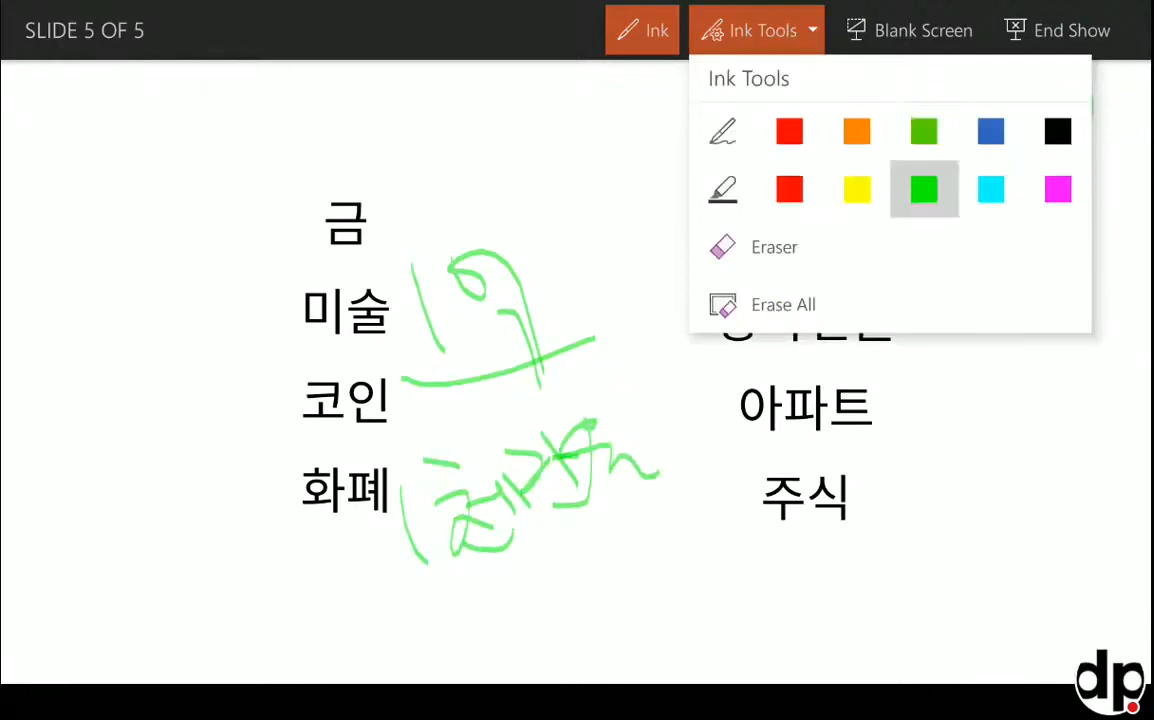 SLIDE 5 OF 5
Ink
Ink Tools
Blank Screen
End Show
Ink Tools
Eraser
Erase All
금
미술
코인
화폐
아파트
주식
dp